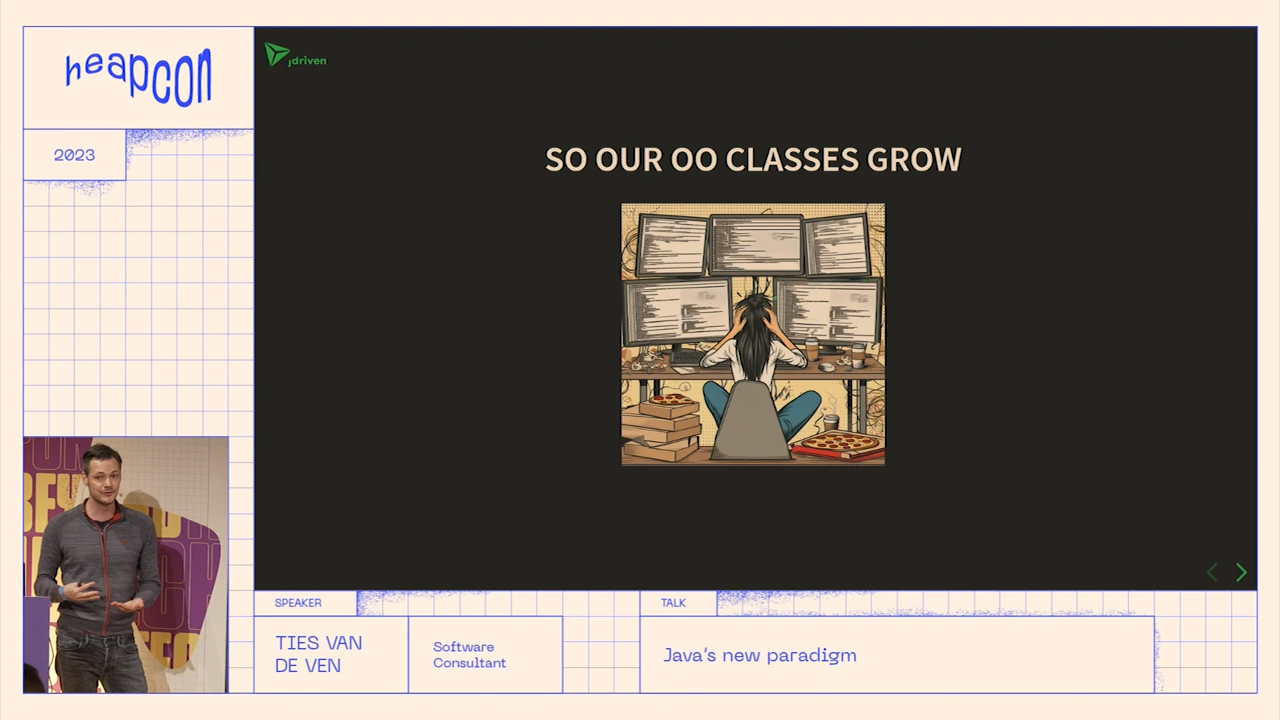 heapcon
2023
jdriven
SO OUR OO CLASSES GROW
SPEAKER
TIES VAN
DE VEN
Software
Consultant
TALK
Java's new paradigm